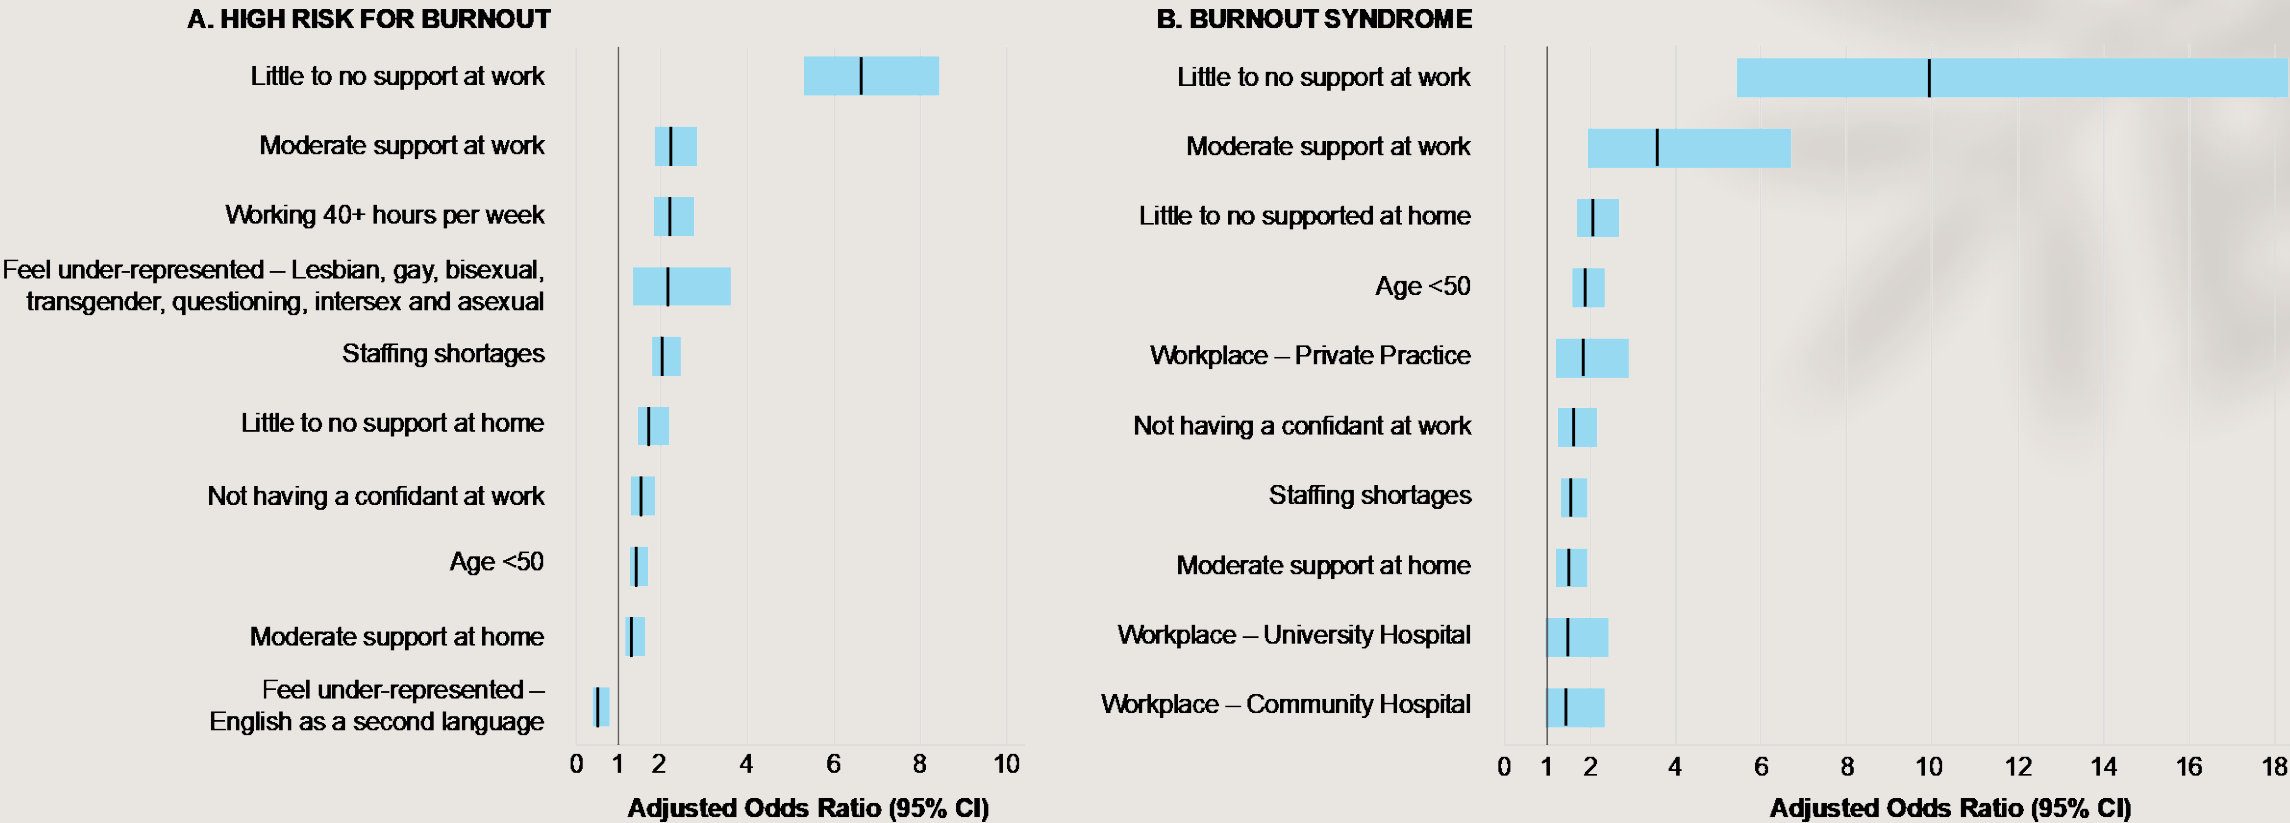 A. HIGH RISK FOR BURNOUT
Little to no support at work
Moderate support at work
Working 40+ hours per week
Feel under-represented – Lesbian, gay, bisexual,
transgender, questioning, intersex and asexual
Staffing shortages
Little to no support at home
Not having a confidant at work
Age <50
Moderate support at home
Feel under-represented –
English as a second language
0 1 2 4 6 8 10
Adjusted Odds Ratio (95% CI)
B. BURNOUT SYNDROME
Little to no support at work
Moderate support at work
Little to no supported at home
Age <50
Workplace – Private Practice
Not having a confidant at work
Staffing shortages
Moderate support at home
Workplace – University Hospital
Workplace – Community Hospital
0 1 2 4 6 8 10 12 14 16 18
Adjusted Odds Ratio (95% CI)